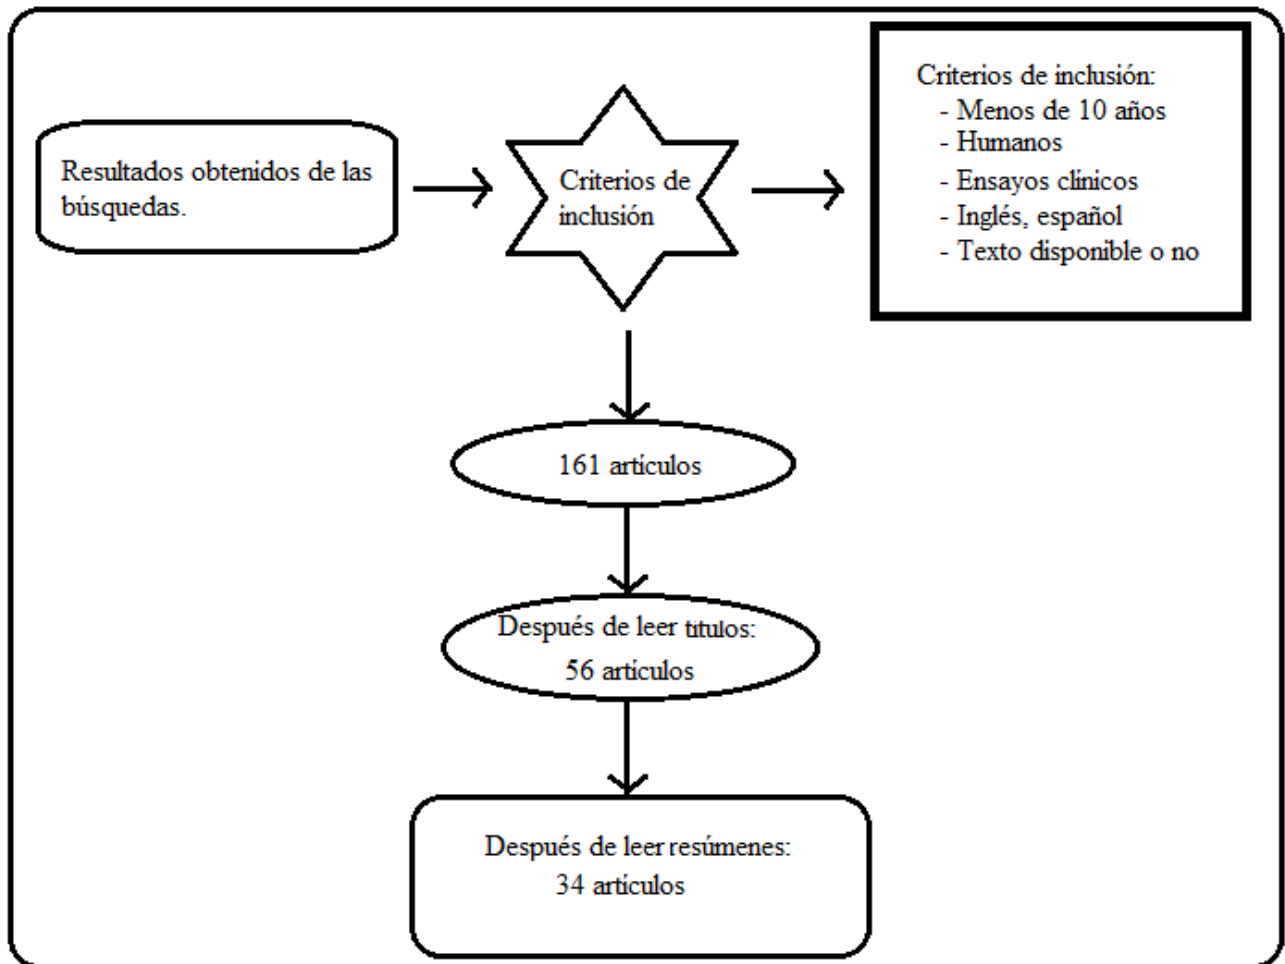 Resultados obtenidos de las
búsquedas.
Criterios de
inclusión
Criterios de inclusión:
- Menos de 10 años
- Humanos
- Ensayos clínicos
- Inglés, español
- Texto disponible o no
161 artículos
Después de leer títulos:
56 artículos
Después de leer resúmenes:
34 artículos